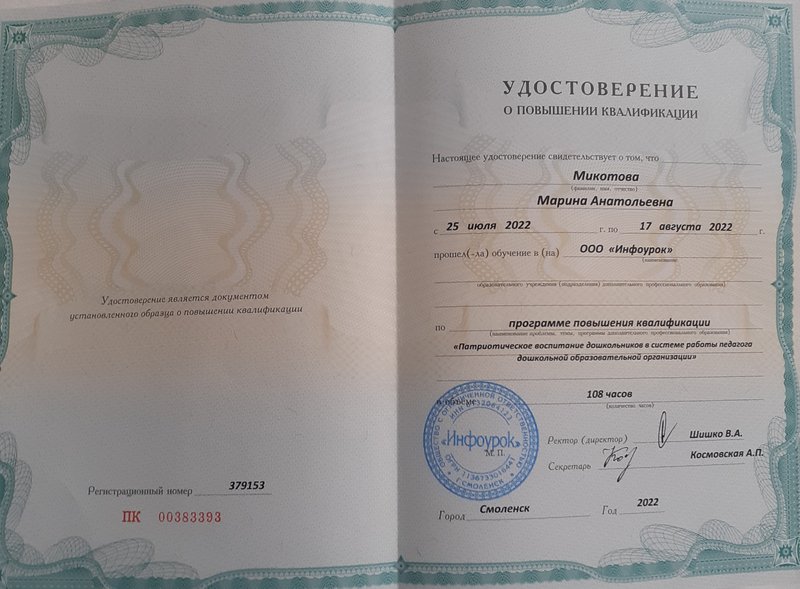 Удостоверение является документом
установленного образца о повышении квалификации
Регистрационный номер 379153
ПК 00383393
УДОСТОВЕРЕНИЕ
О ПОВЫШЕНИИ КВАЛИФИКАЦИИ
Настоящее удостоверение свидетельствует о том, что
Микотова
(фамилия, имя, отчество)
Марина Анатольевна
с 25 июля 2022 г. по 17 августа 2022 г.
прошел(-ла) обучение в (на) ООО «Инфоурок»
(наименование
образовательного учреждения (подразделения) дополнительного профессионального образования)
по программе повышения квалификации
(наименование проблемы, темы, программы дополнительного профессионального образования)
«Патриотическое воспитание дошкольников в системе работы педагога
дошкольной образовательной организации»
в объёме 108 часов
(количество часов)
ОБЩЕСТВО С ОГРАНИЧЕННОЙ ОТВЕТСТВЕННОСТЬЮ
«Инфоурок»
М. П.
г СМОЛЕНСК
Ректор (директор) Шишко В.А.
Секретарь Космовская А.П.
Город Смоленск Год 2022